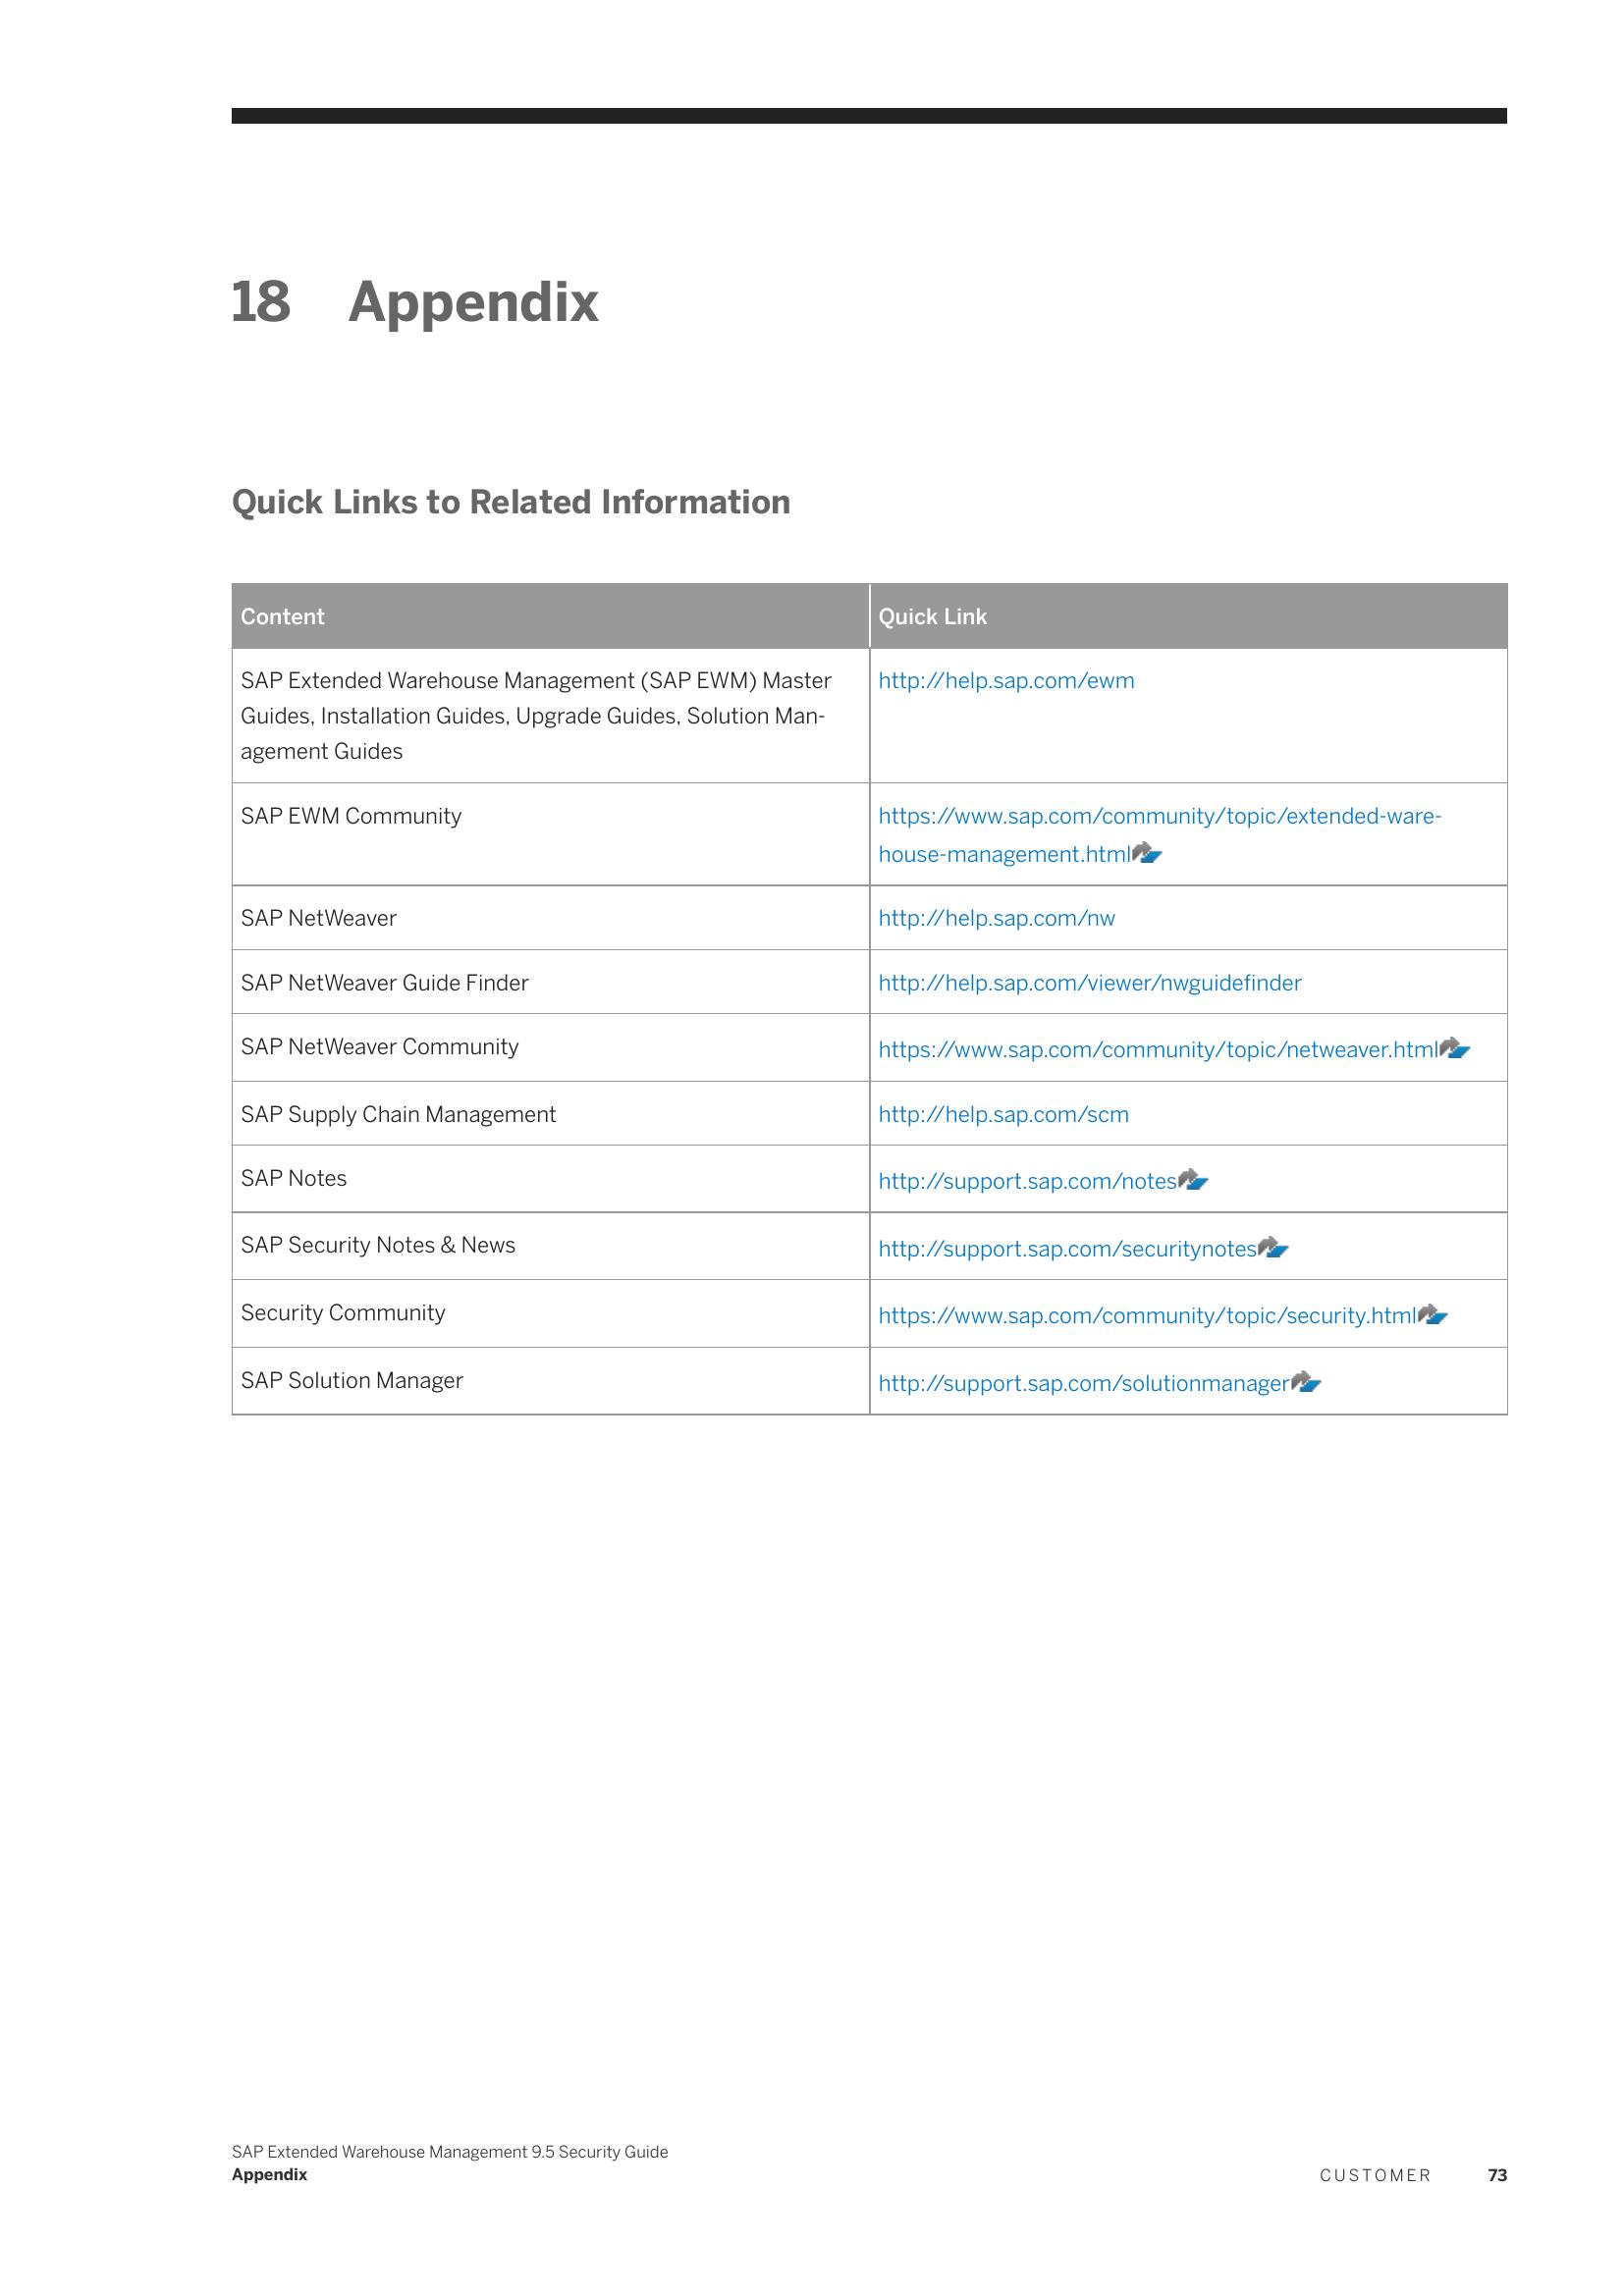 18 Appendix
Quick Links to Related Information
Content
Quick Link
SAP Extended Warehouse Management (SAP EWM) Master
Guides, Installation Guides, Upgrade Guides, Solution Man-
agement Guides
http://help.sap.com/ewm
SAP EWM Community
https://www.sap.com/community/topic/extended-ware-
house-management.html
SAP NetWeaver
http://help.sap.com/nw
SAP NetWeaver Guide Finder
http://help.sap.com/viewer/nwguidefinder
SAP NetWeaver Community
https://www.sap.com/community/topic/netweaver.html
SAP Supply Chain Management
http://help.sap.com/scm
SAP Notes
http://support.sap.com/notes
SAP Security Notes & News
http://support.sap.com/securitynotes
Security Community
https://www.sap.com/community/topic/security.html
SAP Solution Manager
http://support.sap.com/solutionmanager
SAP Extended Warehouse Management 9.5 Security Guide
Appendix
CUSTOMER 73